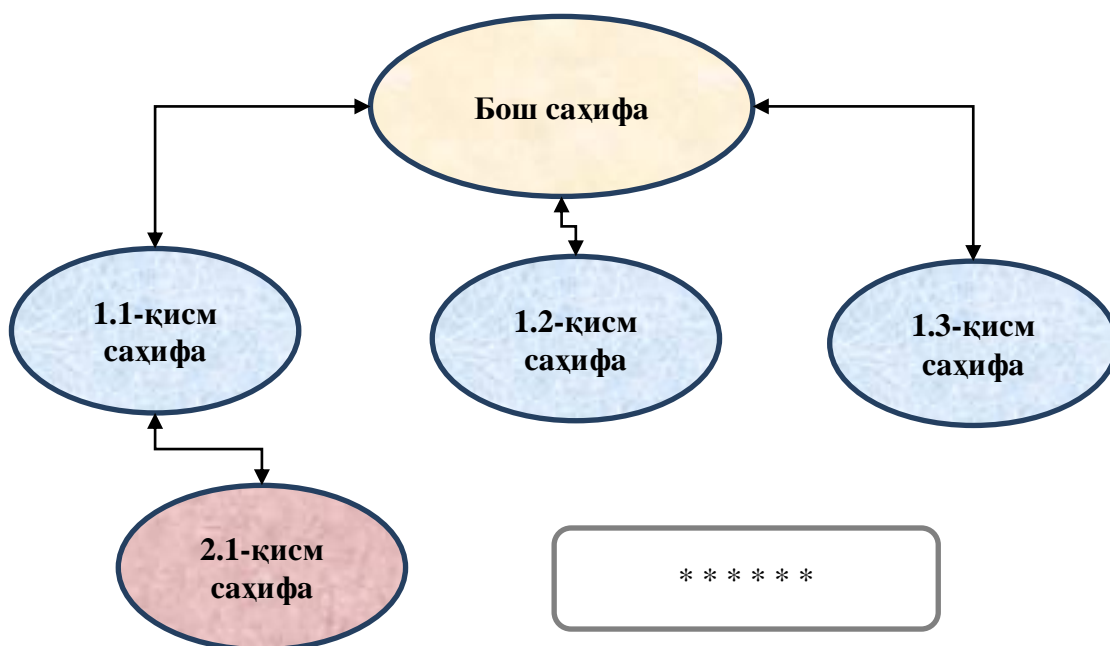 Бош саҳифа
1.1-қисм
саҳифа
1.2-қисм
саҳифа
1.3-қисм
саҳифа
2.1-қисм
саҳифа
* * * * * *